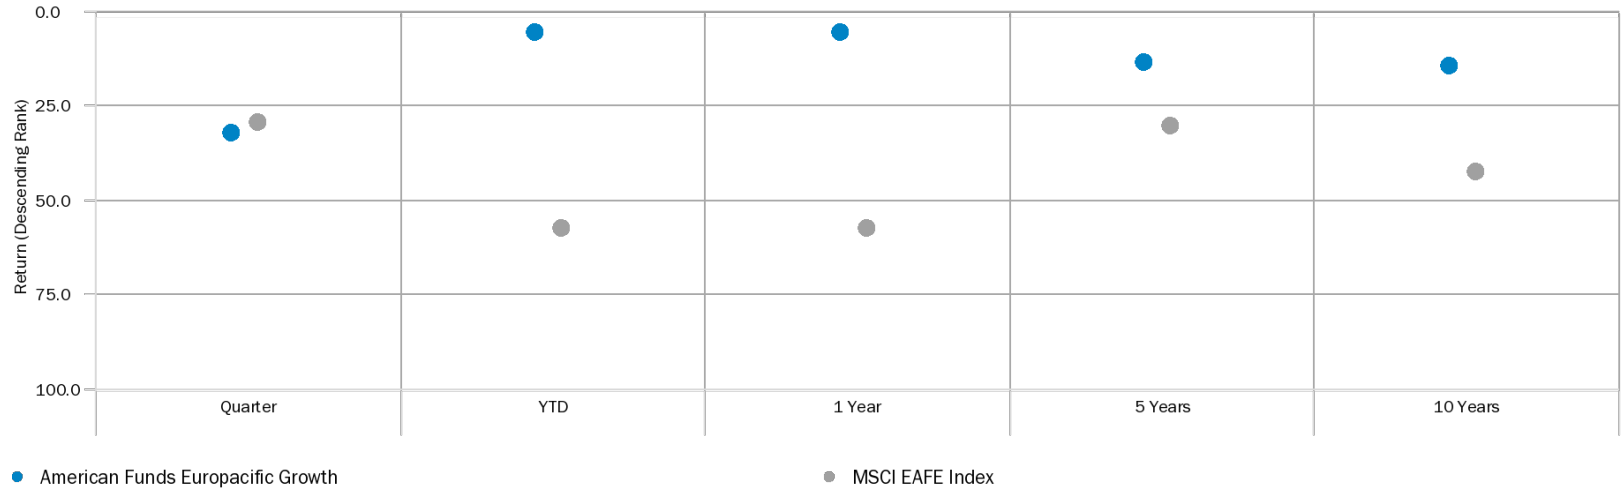 0.0
25.0
50.0
75.0
100.0
Return (Descending Rank)
Quarter YTD 1 Year 5 Years 10 Years
American Funds Europacific Growth MSCI EAFE Index